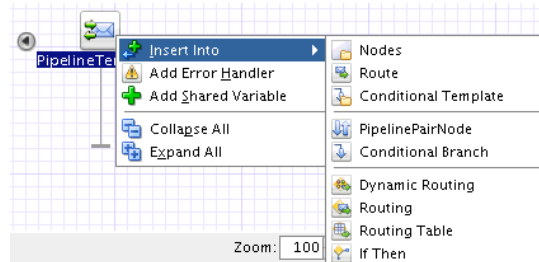 PipelineTe
Insert Into
Add Error Handler
Add Shared Variable
Collapse All
Expand All
Nodes
Route
Conditional Template
PipelinePairNode
Conditional Branch
Dynamic Routing
Routing
Routing Table
If Then
Zoom: 100